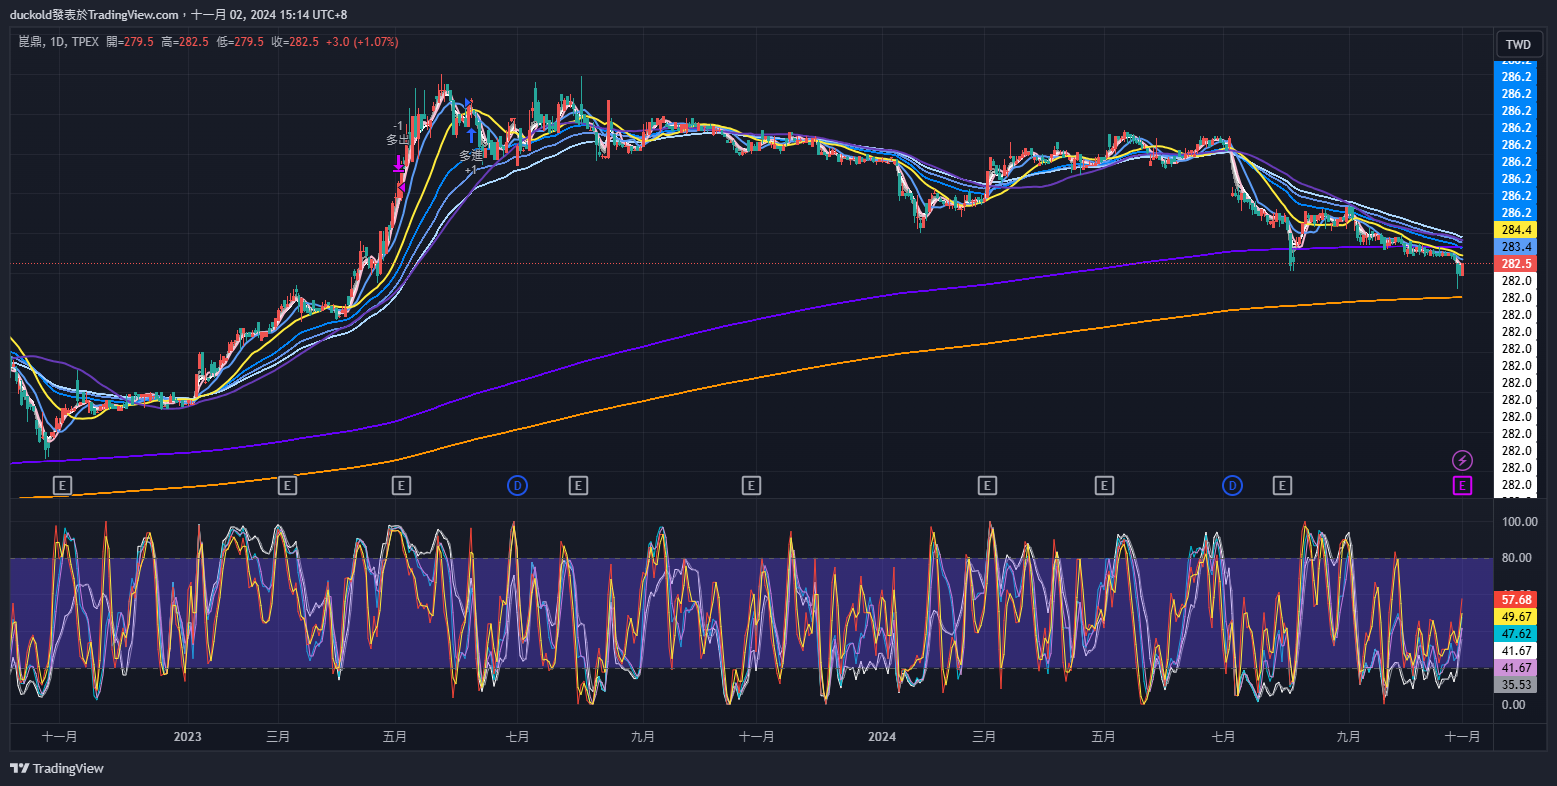 duckold發表於TradingView.com，十一月 02, 2024 15:14 UTC+8
崑鼎, 1D, TPEX 開=279.5 高=282.5 低=279.5 收=282.5 +3.0 (+1.07%)
TWD
286.2
286.2
286.2
286.2
286.2
286.2
286.2
286.2
286.2
286.2
284.4
283.4
282.5
282.0
282.0
282.0
282.0
282.0
282.0
282.0
282.0
282.0
282.0
282.0
282.0
282.0
-1
多出
多進
+1
E
E
E
D
E
E
E
E
D
E
E
100.00
80.00
57.68
49.67
47.62
41.67
41.67
35.53
0.00
十一月 2023 三月 五月 七月 九月 十一月 2024 三月 五月 七月 九月 十一月
TradingView